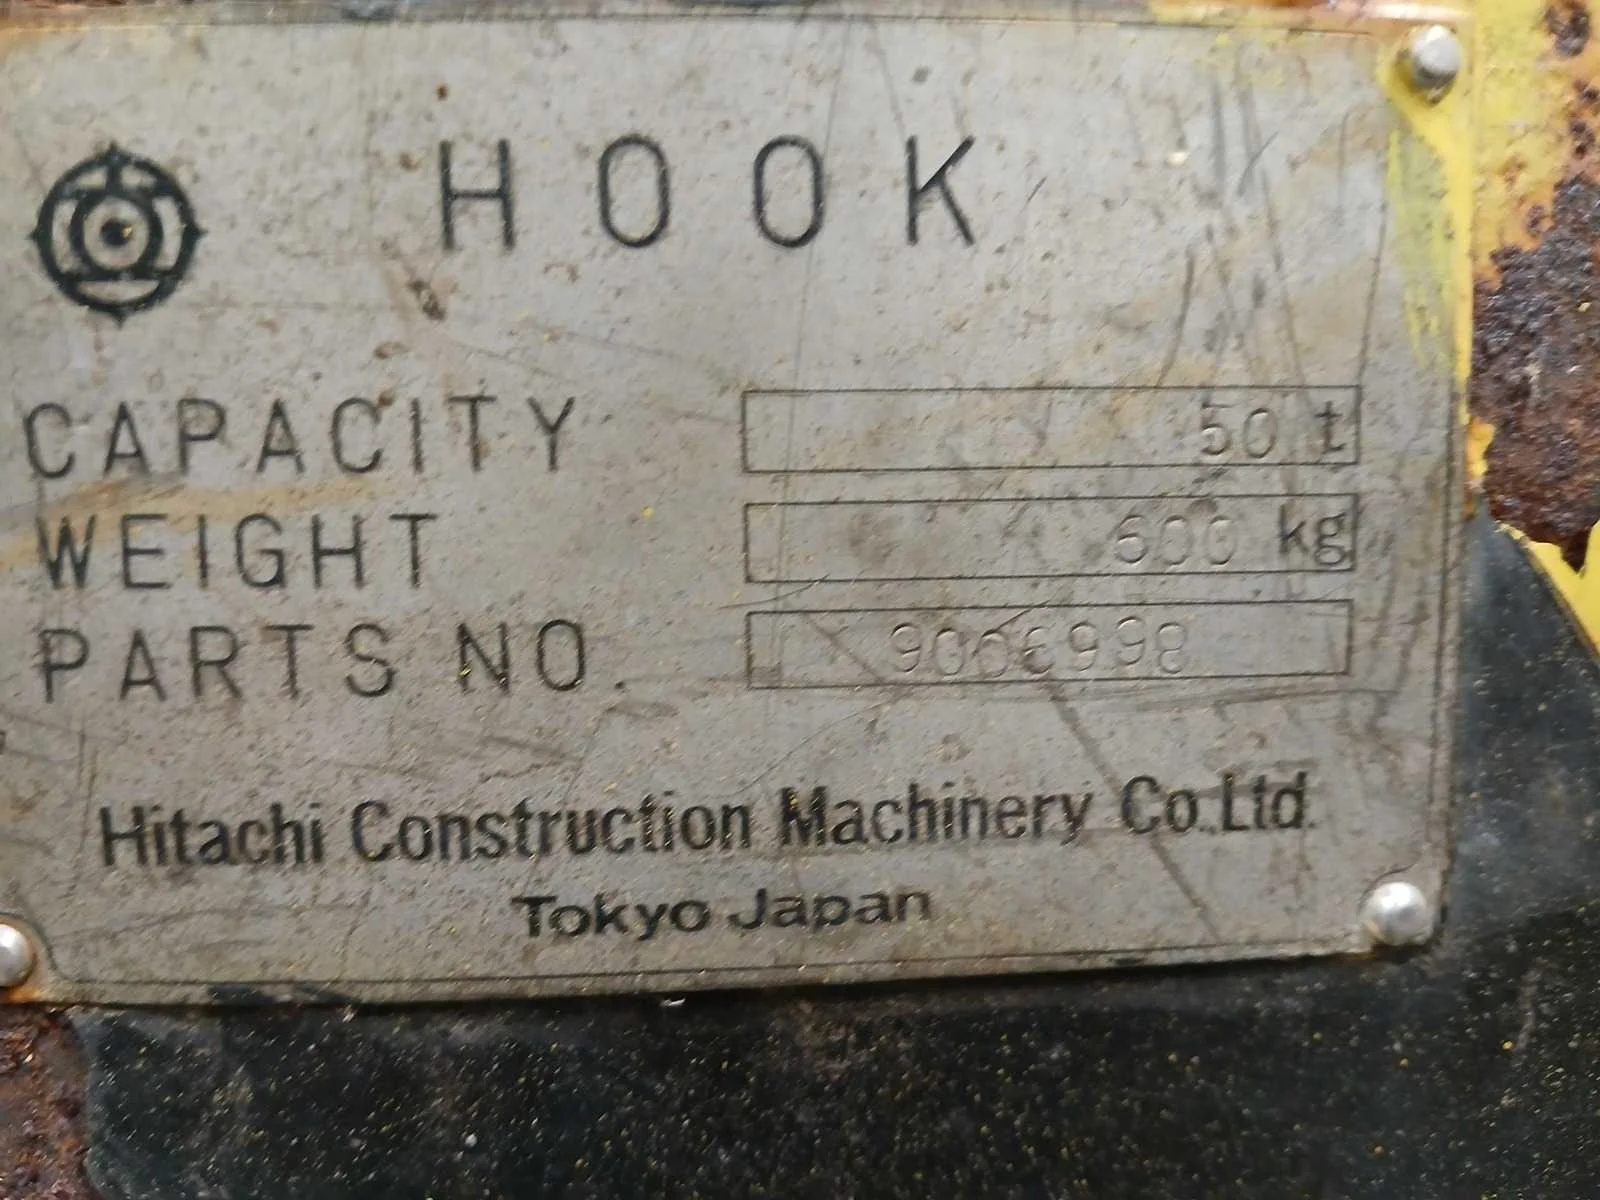 HOOK
CAPACITY 50 t
WEIGHT 600 kg
PARTS NO.
Hitachi Construction Machinery Co.Ltd.
Tokyo Japan